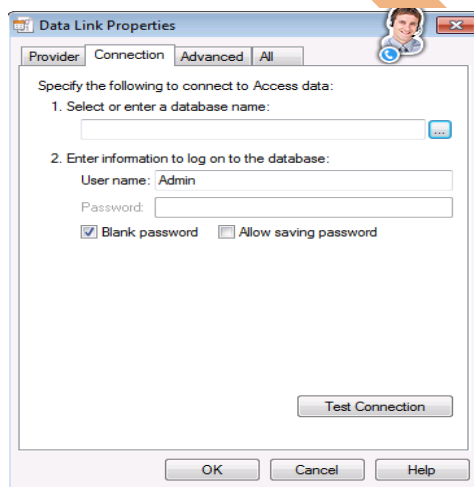 Data Link Properties
Provider Connection Advanced All
Specify the following to connect to Access data:
1. Select or enter a database name:
...
2. Enter information to log on to the database:
User name: Admin
Password:
Blank password Allow saving password
Test Connection
OK Cancel Help